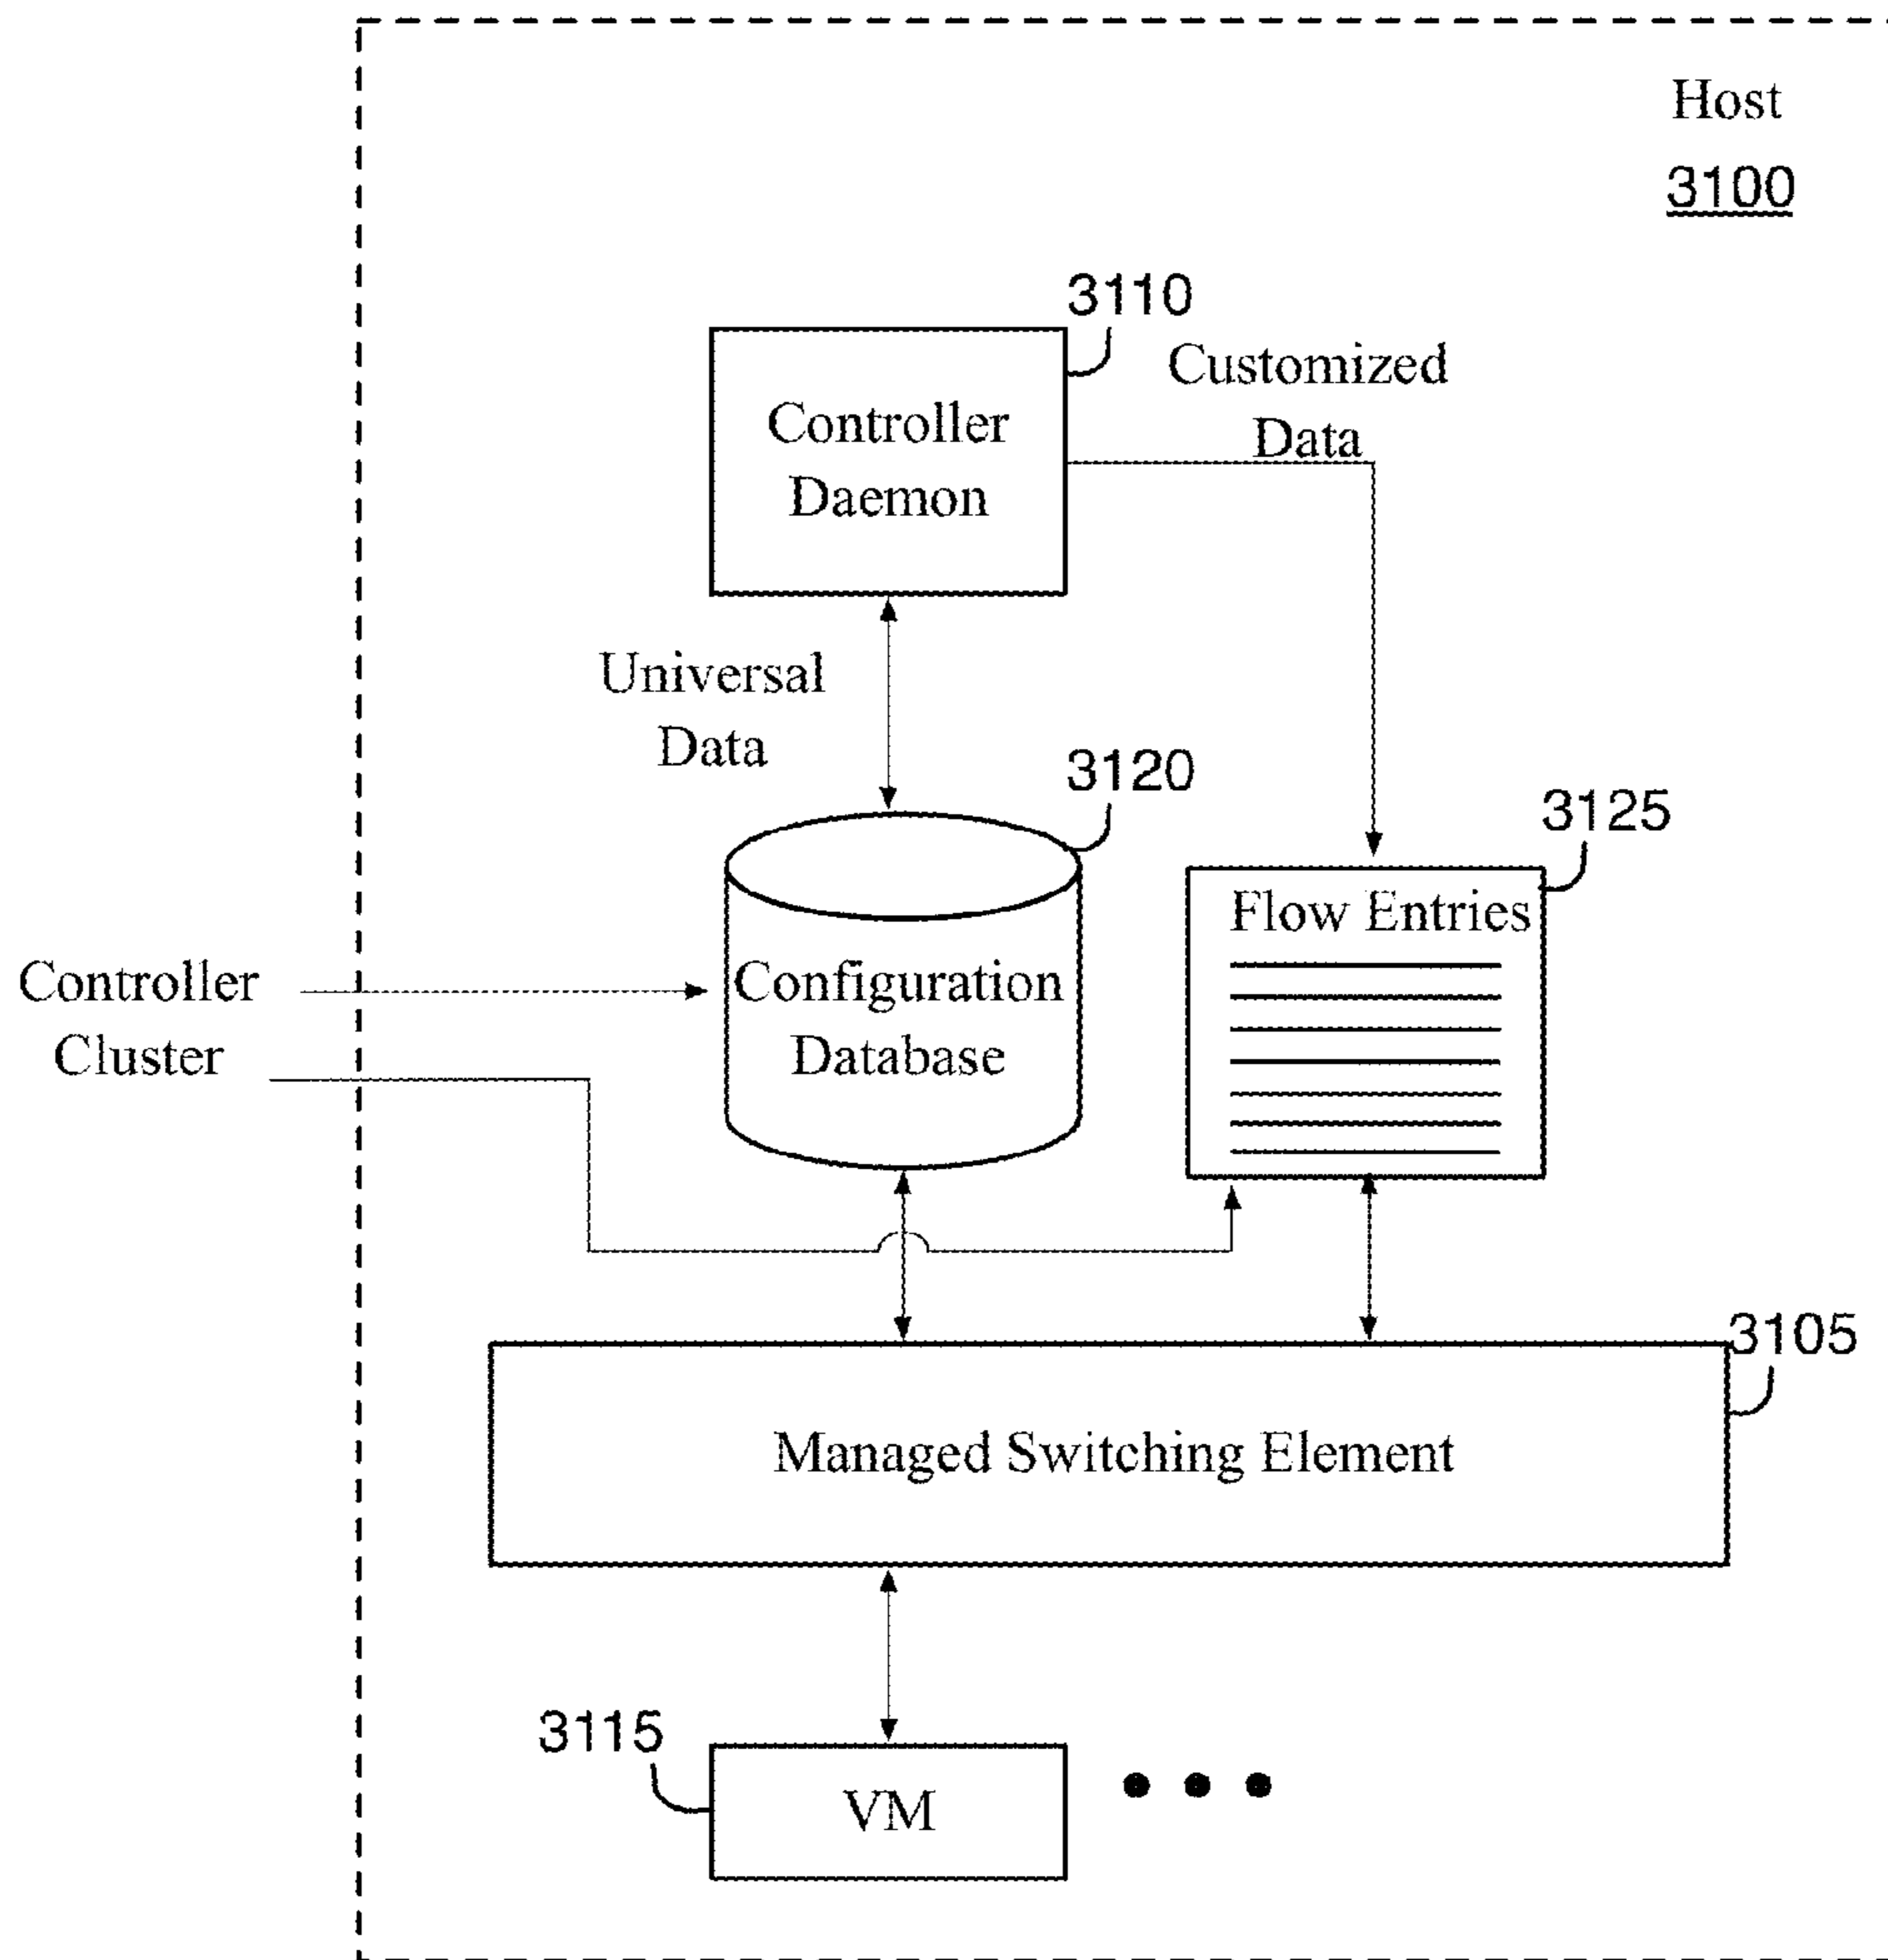 Host
3100
3110
Customized
Data
Controller
Daemon
Universal
Data
3120
3125
Flow Entries
Controller
Cluster
Configuration
Database
3105
Managed Switching Element
3115
VM